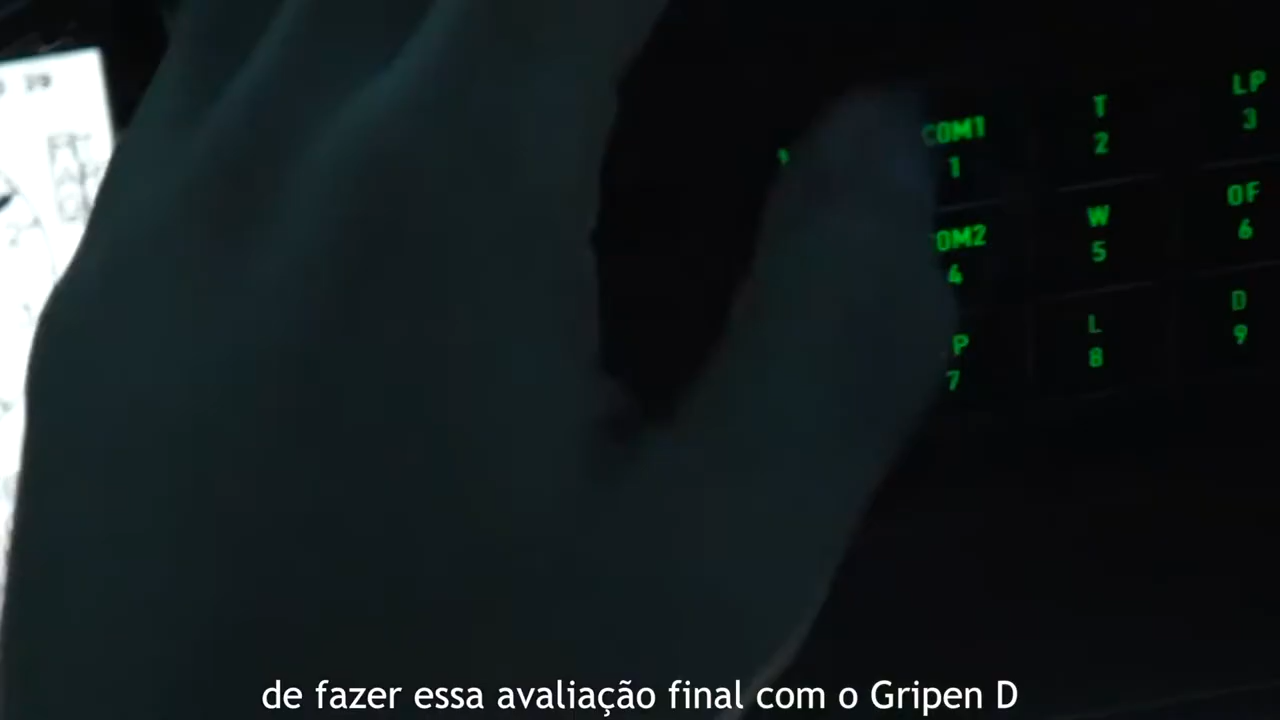 COM1 T LP
1 2 3
W OF
4 5 6
P L D
7 8 9
de fazer essa avaliação final com o Gripen D